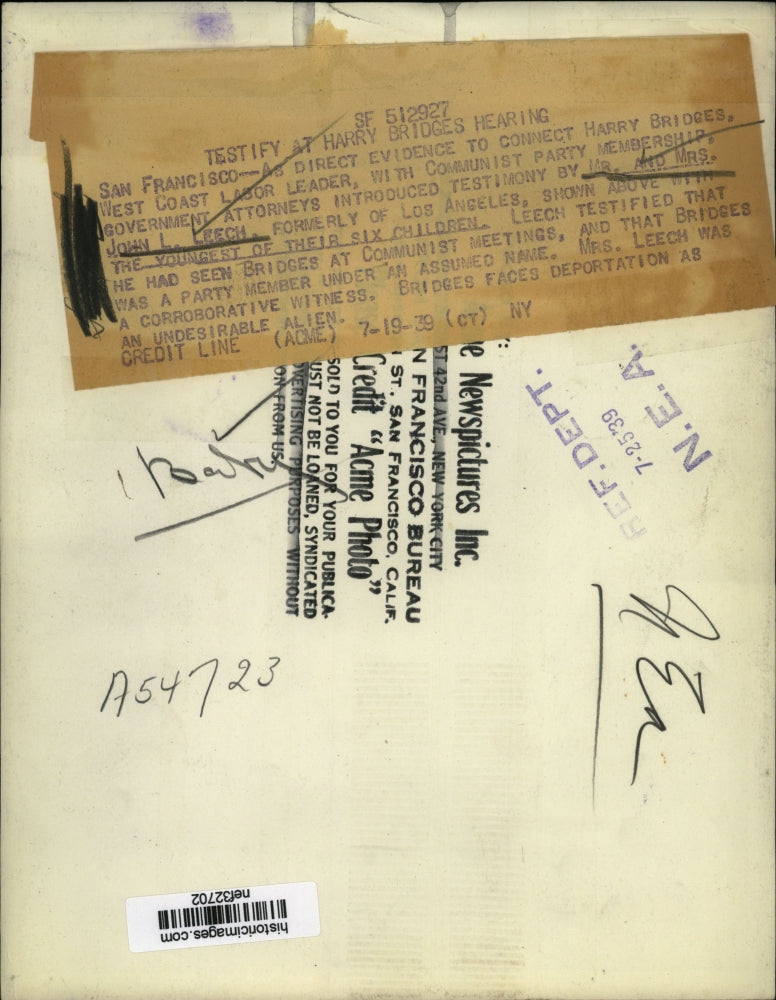 SF 512927
TESTIFY AT HARRY BRIDGES HEARING
SAN FRANCISCO--AS DIRECT EVIDENCE TO CONNECT HARRY BRIDGES,
WEST COAST LABOR LEADER, WITH COMMUNIST PARTY MEMBERSHIP,
GOVERNMENT ATTORNEYS INTRODUCED TESTIMONY BY MR. AND MRS.
JOHN L. LEECH, FORMERLY OF LOS ANGELES, SHOWN ABOVE WITH
THE YOUNGEST OF THEIR SIX CHILDREN. LEECH TESTIFIED THAT
HE HAD SEEN BRIDGES AT COMMUNIST MEETINGS, AND THAT BRIDGES
WAS A PARTY MEMBER UNDER AN ASSUMED NAME. MRS. LEECH WAS
A CORROBORATIVE WITNESS. BRIDGES FACES DEPORTATION AS
AN UNDESIRABLE ALIEN.
CREDIT LINE (ACME) 7-19-39 (CT) NY
e Newspictures Inc.
ST 42nd AVE, NEW YORK CITY
N FRANCISCO BUREAU
ST., SAN FRANCISCO, CALIF.
Credit "Acme Photo"
SOLD TO YOU FOR YOUR PUBLICA-
UST NOT BE LOANED, SYNDICATED
VERTISING PURPOSES WITHOUT
ON FROM US.
REF. DEPT.
7-25-39
N. E. A.
NEA
A54723
historicimages.com
nef32702